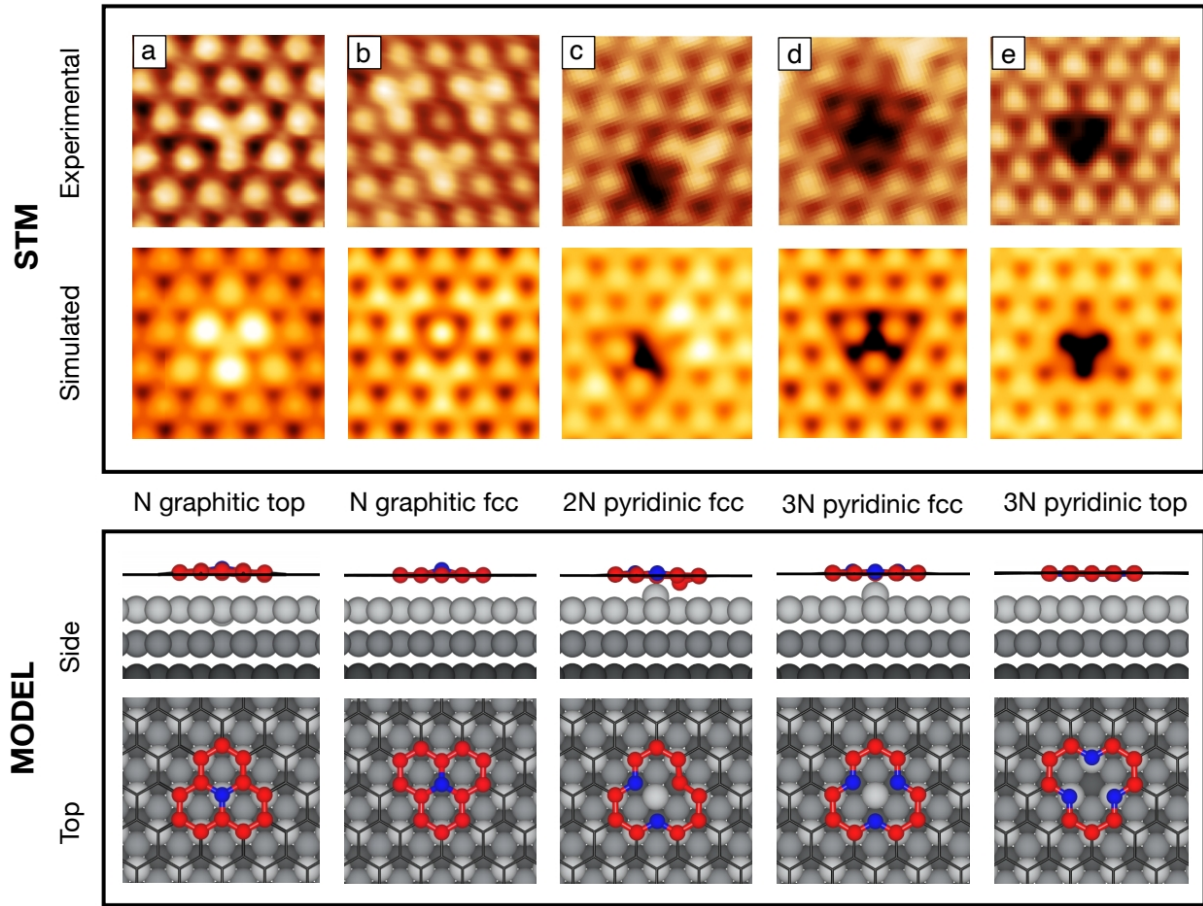 STM
Experimental
a
b
c
d
e
Simulated
N graphitic top
N graphitic fcc
2N pyridinic fcc
3N pyridinic fcc
3N pyridinic top
MODEL
Side
Top